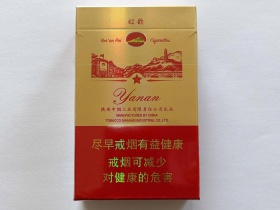 红韵
Yan'an Hot Cigarettes
Yanan
陕西中烟工业有限责任公司出品
MANUFACTURED BY CHINA
TOBACCO SHAANXI INDUSTRIAL CO., LTD.
尽早戒烟有益健康
戒烟可减少
对健康的危害